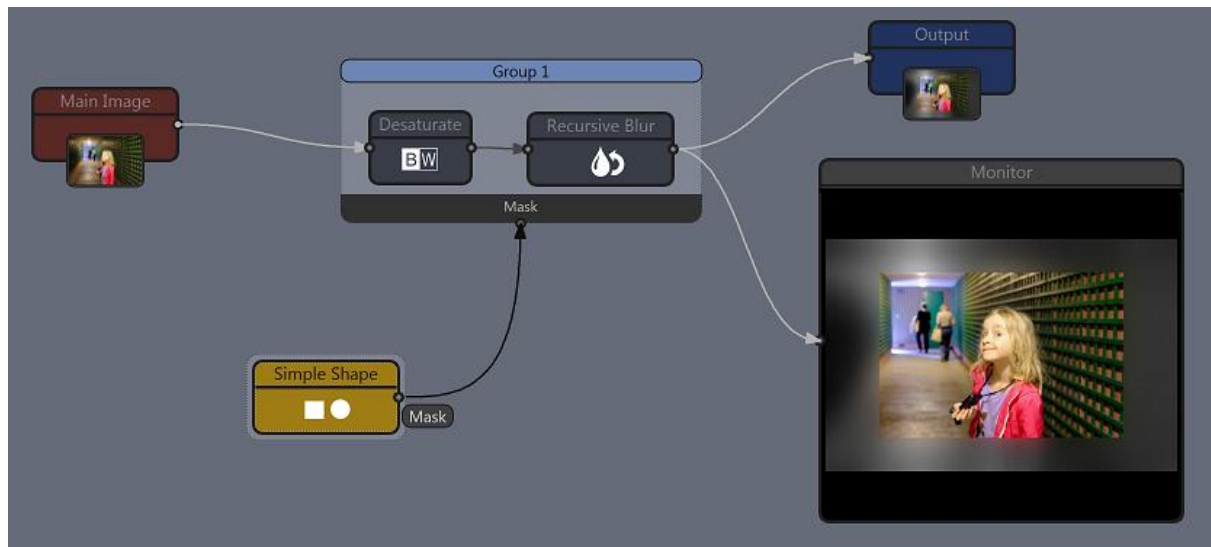 Output
Group 1
Main Image
Desaturate
Recursive Blur
BW
Monitor
Mask
Simple Shape
Mask